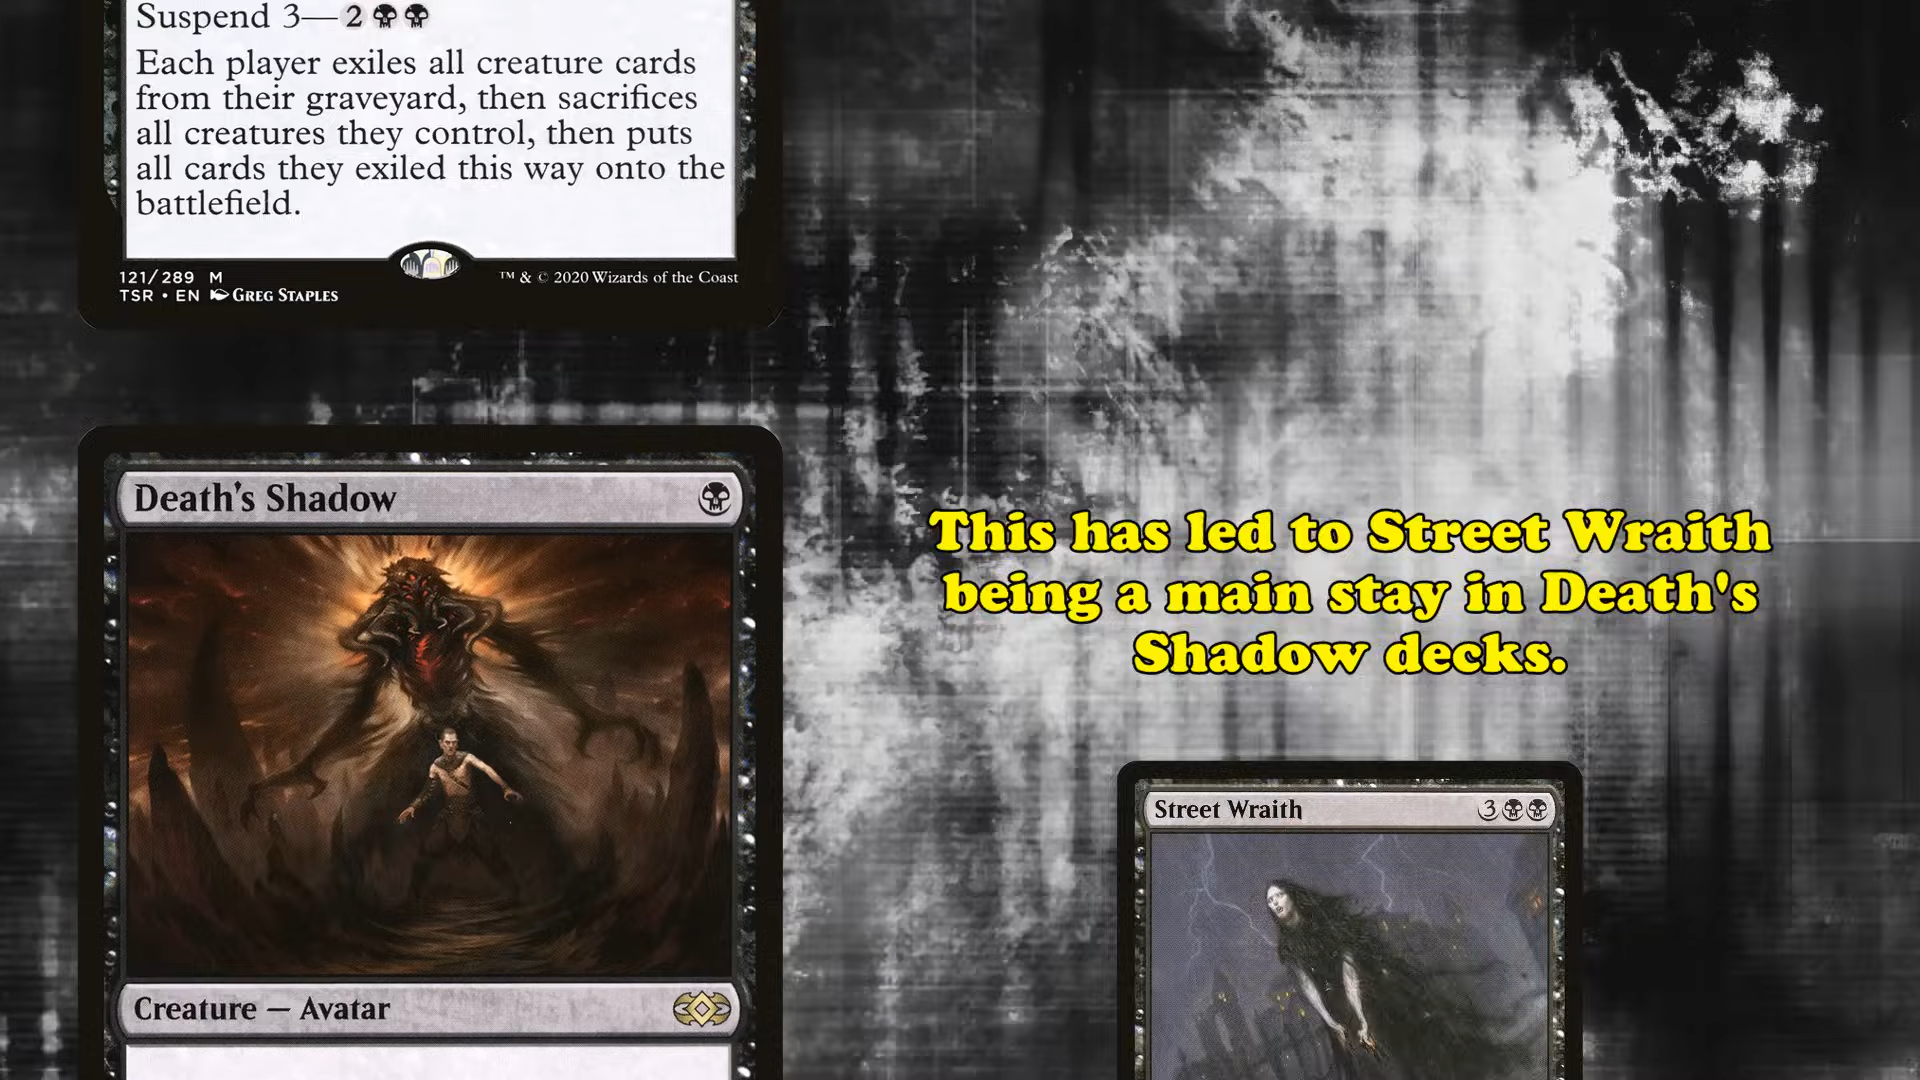 Suspend 3—2
Each player exiles all creature cards
from their graveyard, then sacrifices
all creatures they control, then puts
all cards they exiled this way onto the
battlefield.
121/289 M
TSR • EN GREG STAPLES
™ & © 2020 Wizards of the Coast
Death's Shadow
Creature — Avatar
This has led to Street Wraith
being a main stay in Death's
Shadow decks.
Street Wraith 3